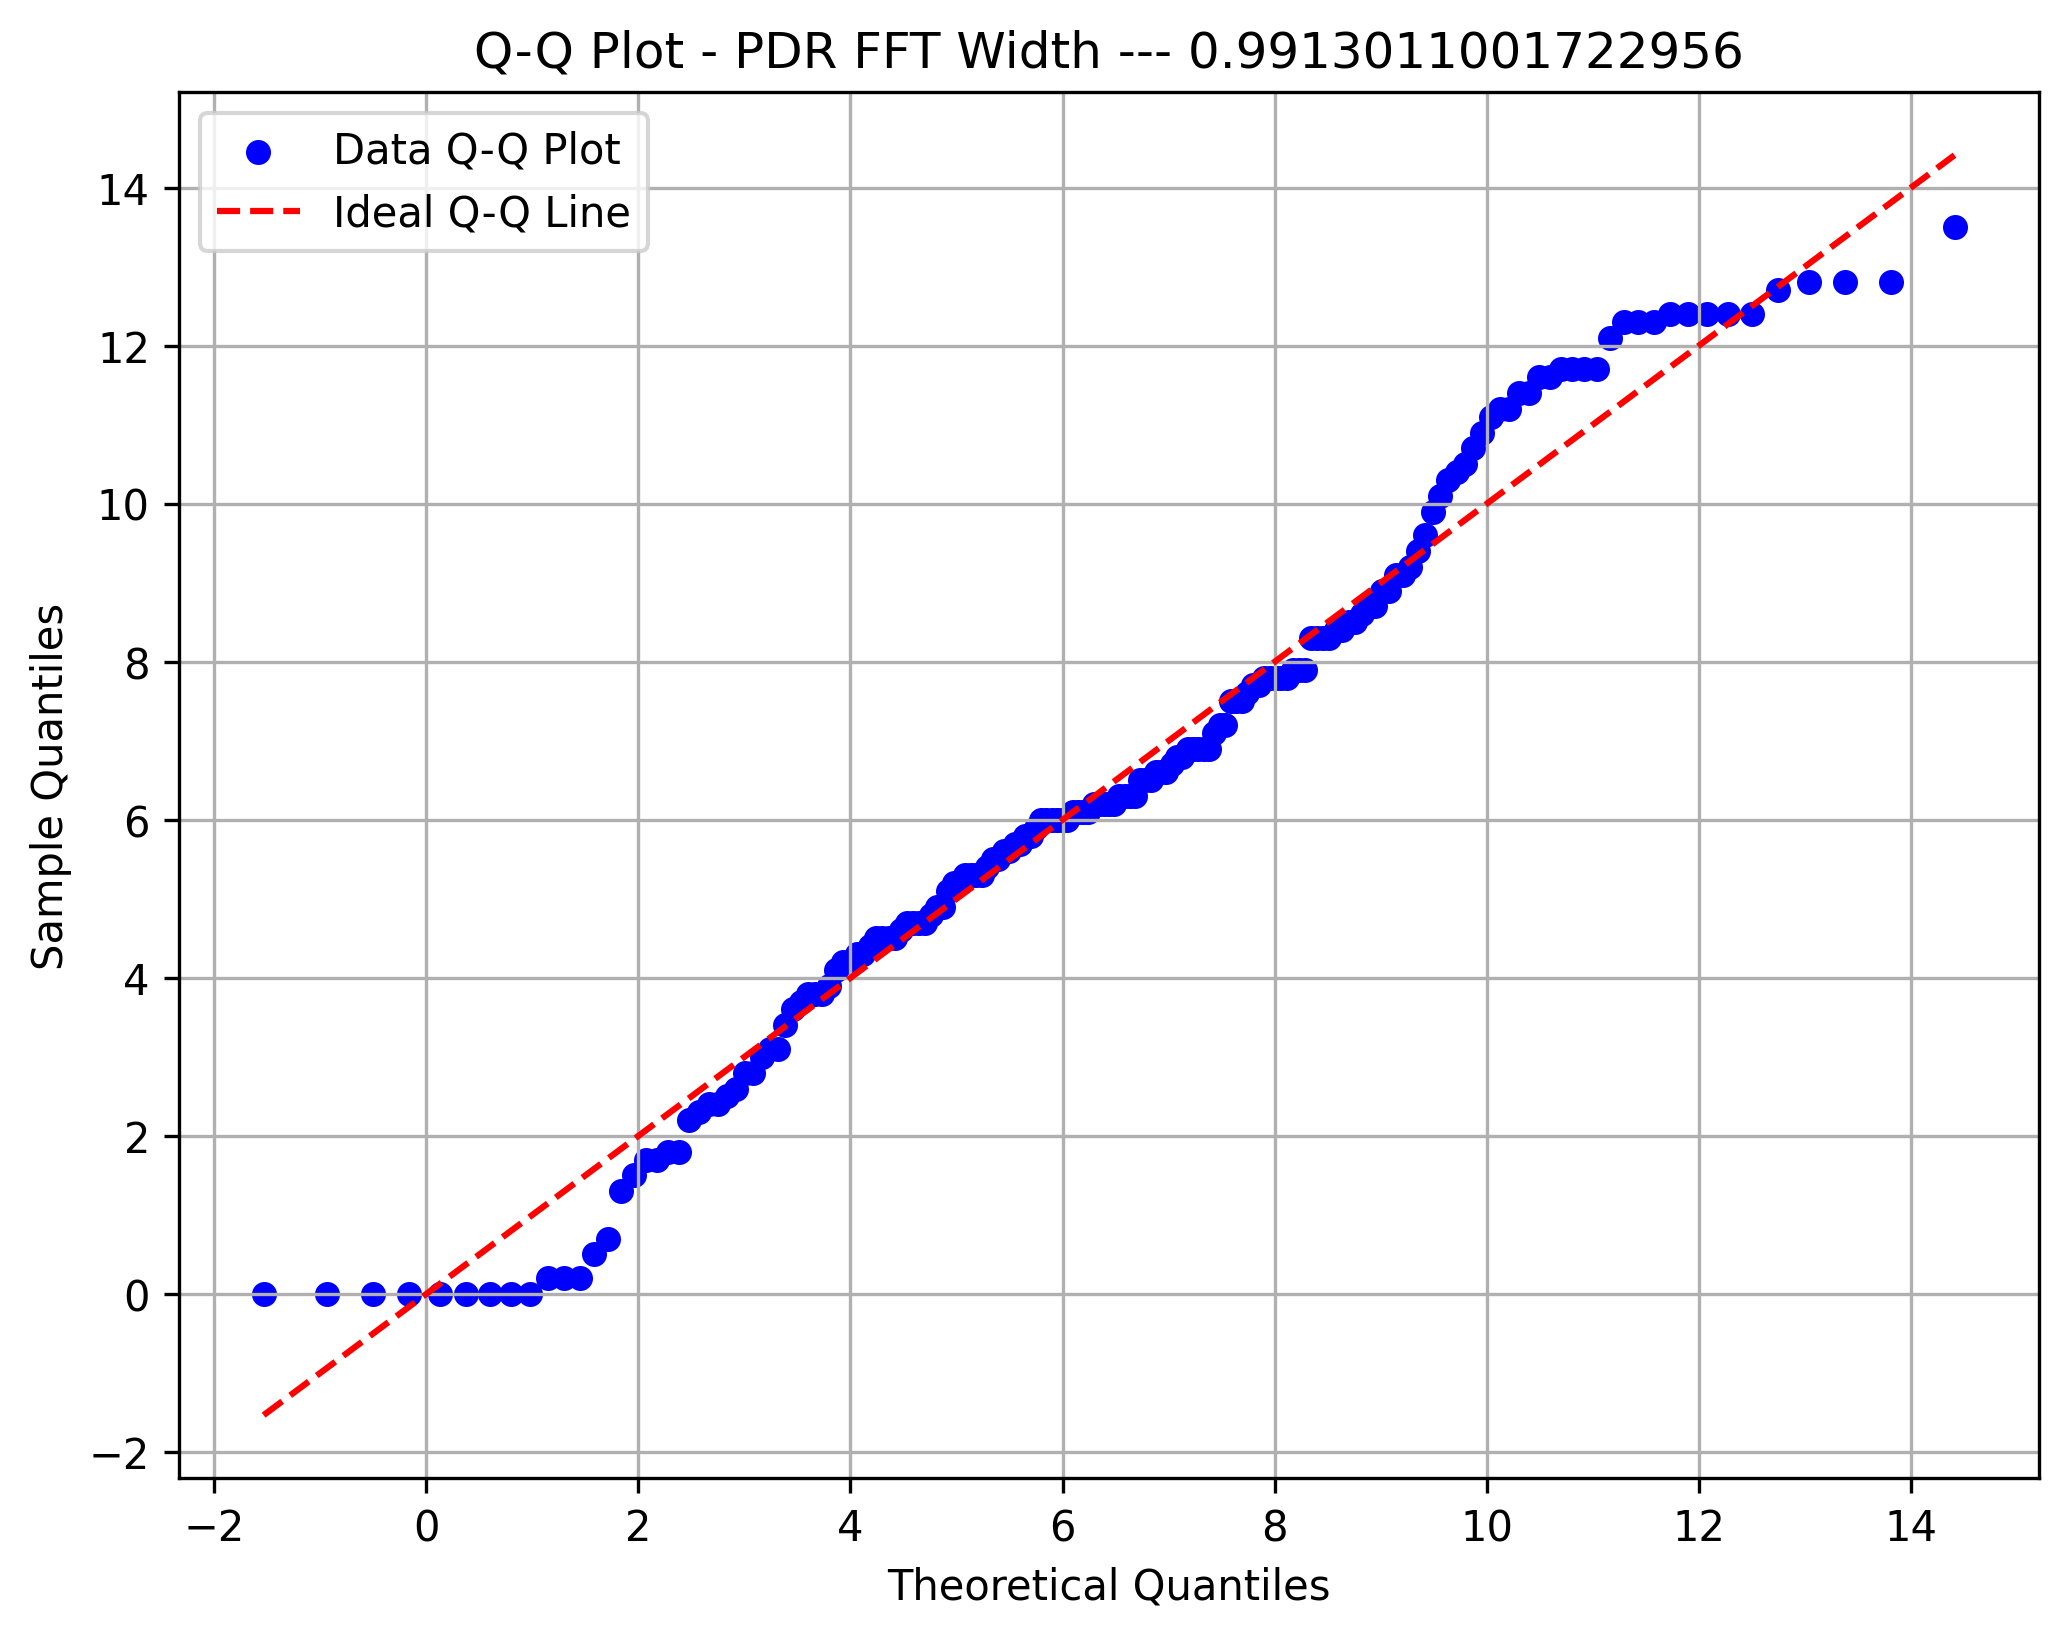 Q-Q Plot - PDR FFT Width --- 0.9913011001722956
Data Q-Q Plot
Ideal Q-Q Line
14
12
10
8
6
4
2
0
−2
Sample Quantiles
−2 0 2 4 6 8 10 12 14
Theoretical Quantiles